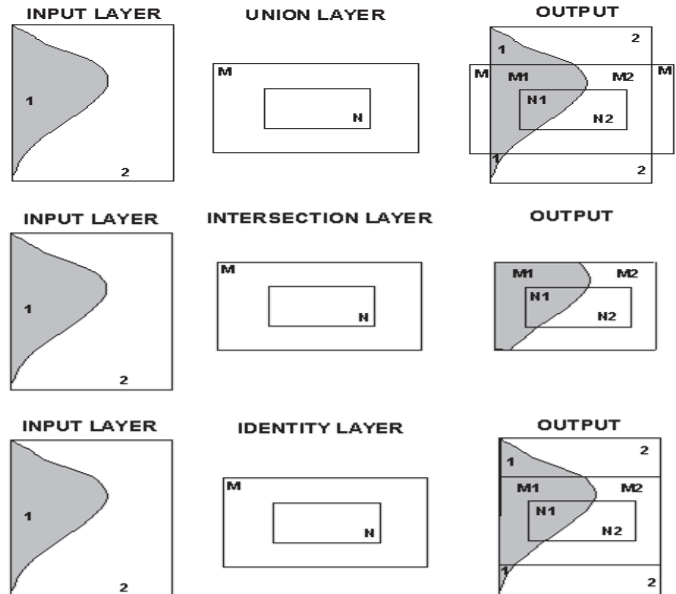 INPUT LAYER UNION LAYER OUTPUT
1 2
M N
1 2 M M1 M2 M N1 N2 1 2
INPUT LAYER INTERSECTION LAYER OUTPUT
1 2
M N
M1 M2 N1 N2
INPUT LAYER IDENTITY LAYER OUTPUT
1 2
M N
1 2 M1 M2 N1 N2 1 2